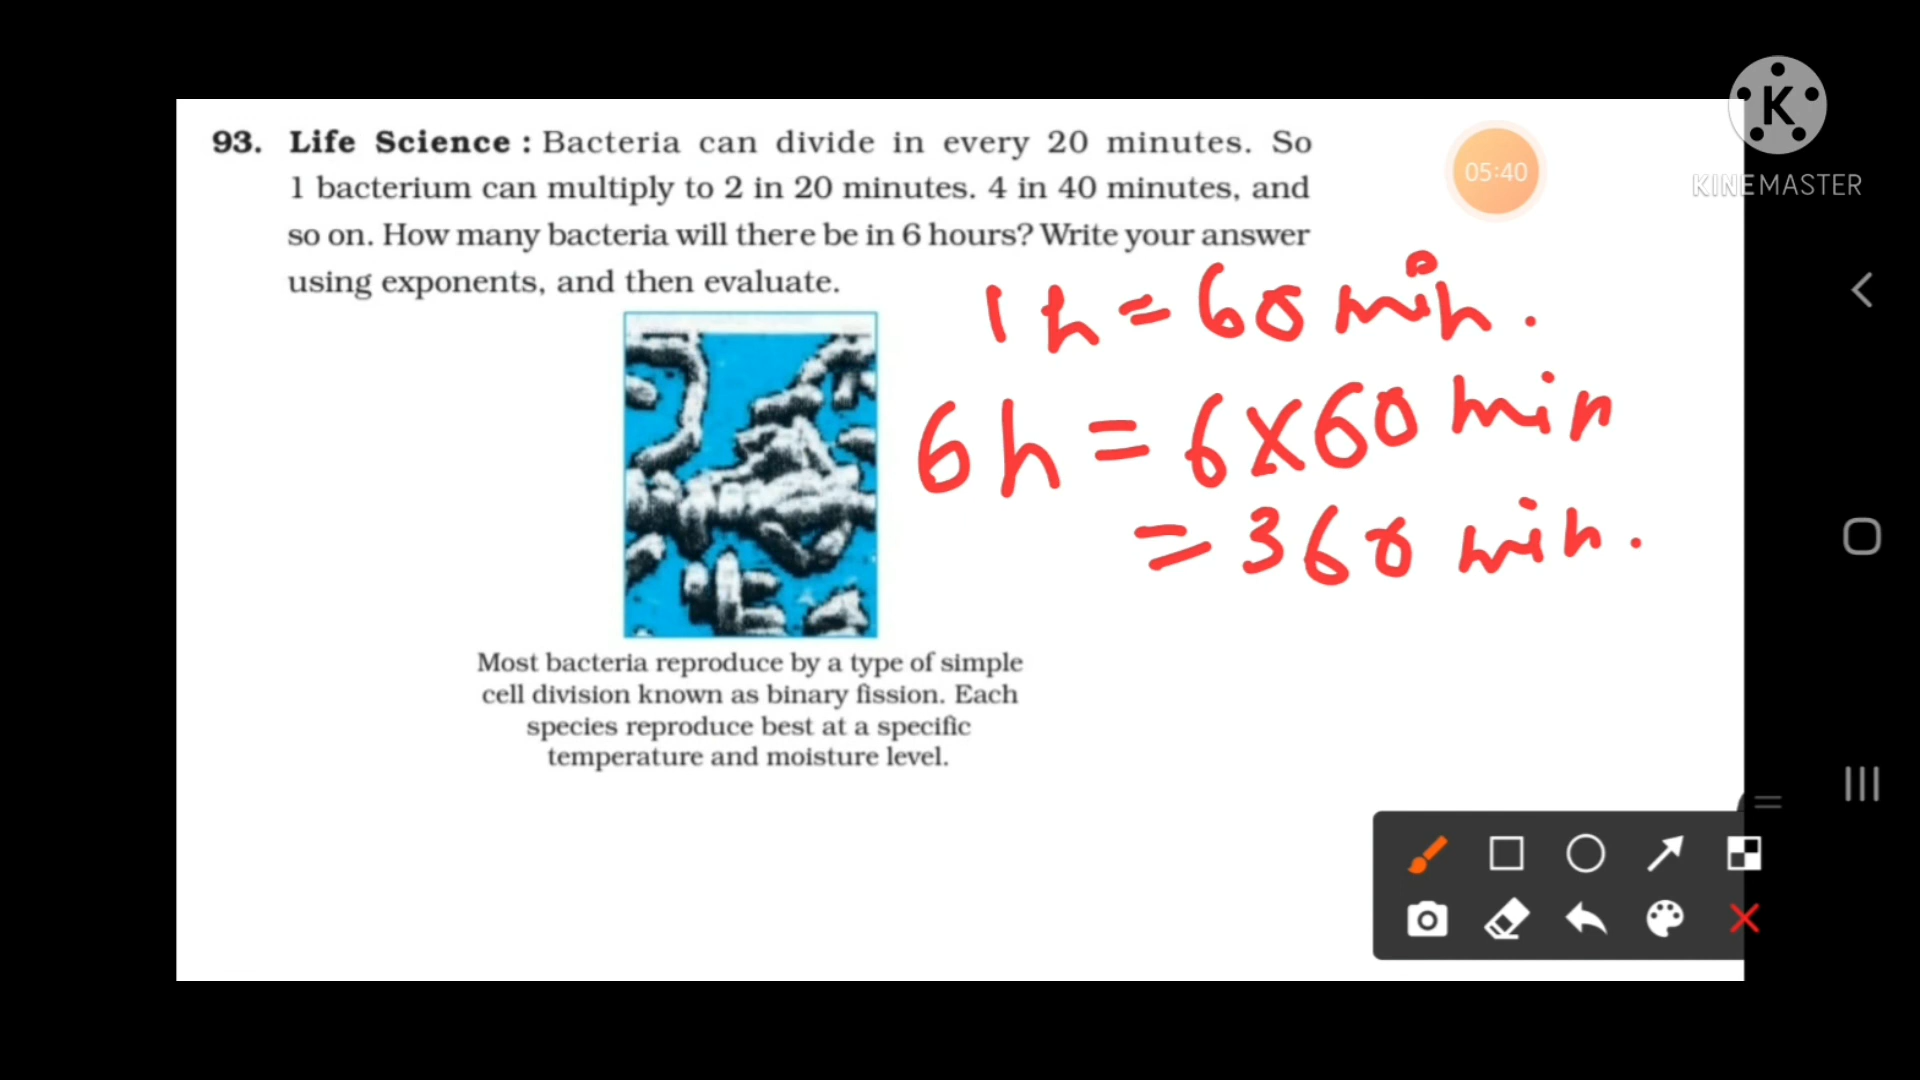 93. Life Science : Bacteria can divide in every 20 minutes. So
1 bacterium can multiply to 2 in 20 minutes. 4 in 40 minutes, and
so on. How many bacteria will there be in 6 hours? Write your answer
using exponents, and then evaluate.
05:40
K
KINEMASTER
1 h = 60 min.
6 h = 6 X 60 min
= 360 min.
Most bacteria reproduce by a type of simple
cell division known as binary fission. Each
species reproduce best at a specific
temperature and moisture level.